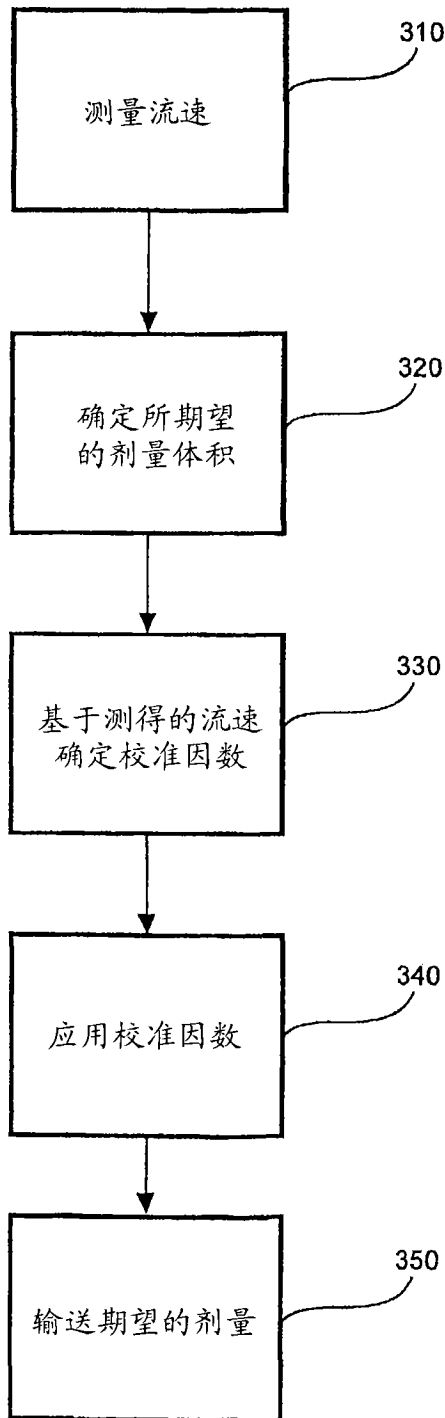 310
测量流速
320
确定所期望
的剂量体积
330
基于测得的流速
确定校准因数
340
应用校准因数
350
输送期望的剂量